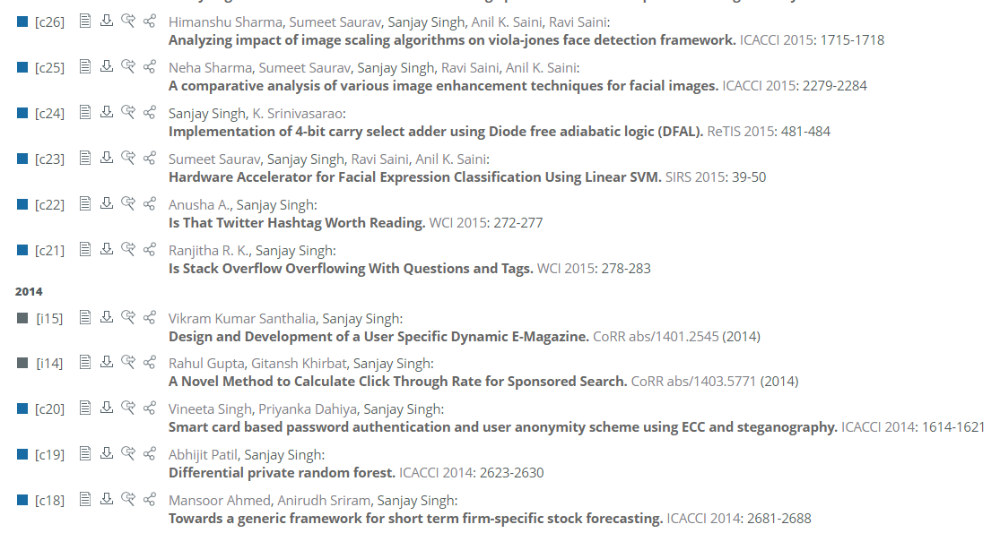 [c26] Himanshu Sharma, Sumeet Saurav, Sanjay Singh, Anil K. Saini, Ravi Saini:
Analyzing impact of image scaling algorithms on viola-jones face detection framework. ICACCI 2015: 1715-1718
[c25] Neha Sharma, Sumeet Saurav, Sanjay Singh, Ravi Saini, Anil K. Saini:
A comparative analysis of various image enhancement techniques for facial images. ICACCI 2015: 2279-2284
[c24] Sanjay Singh, K. Srinivasarao:
Implementation of 4-bit carry select adder using Diode free adiabatic logic (DFAL). ReTIS 2015: 481-484
[c23] Sumeet Saurav, Sanjay Singh, Ravi Saini, Anil K. Saini:
Hardware Accelerator for Facial Expression Classification Using Linear SVM. SIRS 2015: 39-50
[c22] Anusha A., Sanjay Singh:
Is That Twitter Hashtag Worth Reading. WCI 2015: 272-277
[c21] Ranjitha R. K., Sanjay Singh:
Is Stack Overflow Overflowing With Questions and Tags. WCI 2015: 278-283
2014
[i15] Vikram Kumar Santhalia, Sanjay Singh:
Design and Development of a User Specific Dynamic E-Magazine. CoRR abs/1401.2545 (2014)
[i14] Rahul Gupta, Gitansh Khirbat, Sanjay Singh:
A Novel Method to Calculate Click Through Rate for Sponsored Search. CoRR abs/1403.5771 (2014)
[c20] Vineeta Singh, Priyanka Dahiya, Sanjay Singh:
Smart card based password authentication and user anonymity scheme using ECC and steganography. ICACCI 2014: 1614-1621
[c19] Abhijit Patil, Sanjay Singh:
Differential private random forest. ICACCI 2014: 2623-2630
[c18] Mansoor Ahmed, Anirudh Sriram, Sanjay Singh:
Towards a generic framework for short term firm-specific stock forecasting. ICACCI 2014: 2681-2688